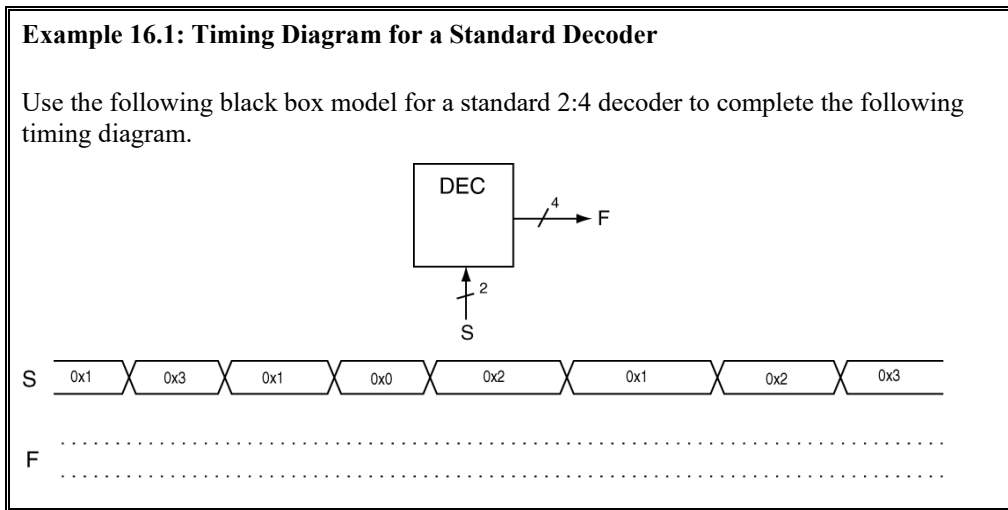 Example 16.1: Timing Diagram for a Standard Decoder
Use the following black box model for a standard 2:4 decoder to complete the following
timing diagram.
DEC
4
F
2
S
S 0x1 0x3 0x1 0x0 0x2 0x1 0x2 0x3
F